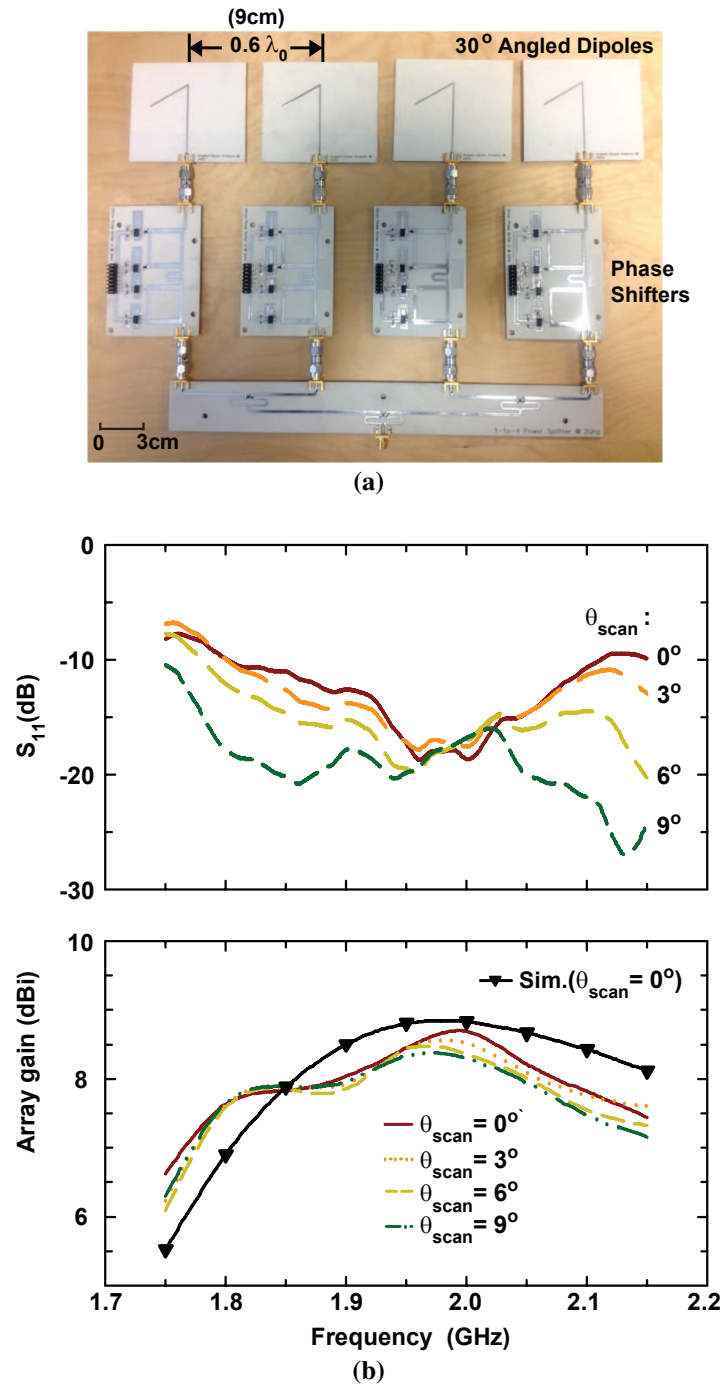 (9cm)
0.6 λ₀
30° Angled Dipoles
Phase
Shifters
0 3cm
1-to-4 Power Splitter @ 2GHz
(a)
0
-10
-20
-30
S₁₁(dB)
θscan :
0°
3°
6°
9°
10
8
6
Array gain (dBi)
Sim.(θscan= 0°)
θscan= 0°`
θscan= 3°
θscan= 6°
θscan= 9°
1.7 1.8 1.9 2.0 2.1 2.2
Frequency (GHz)
(b)